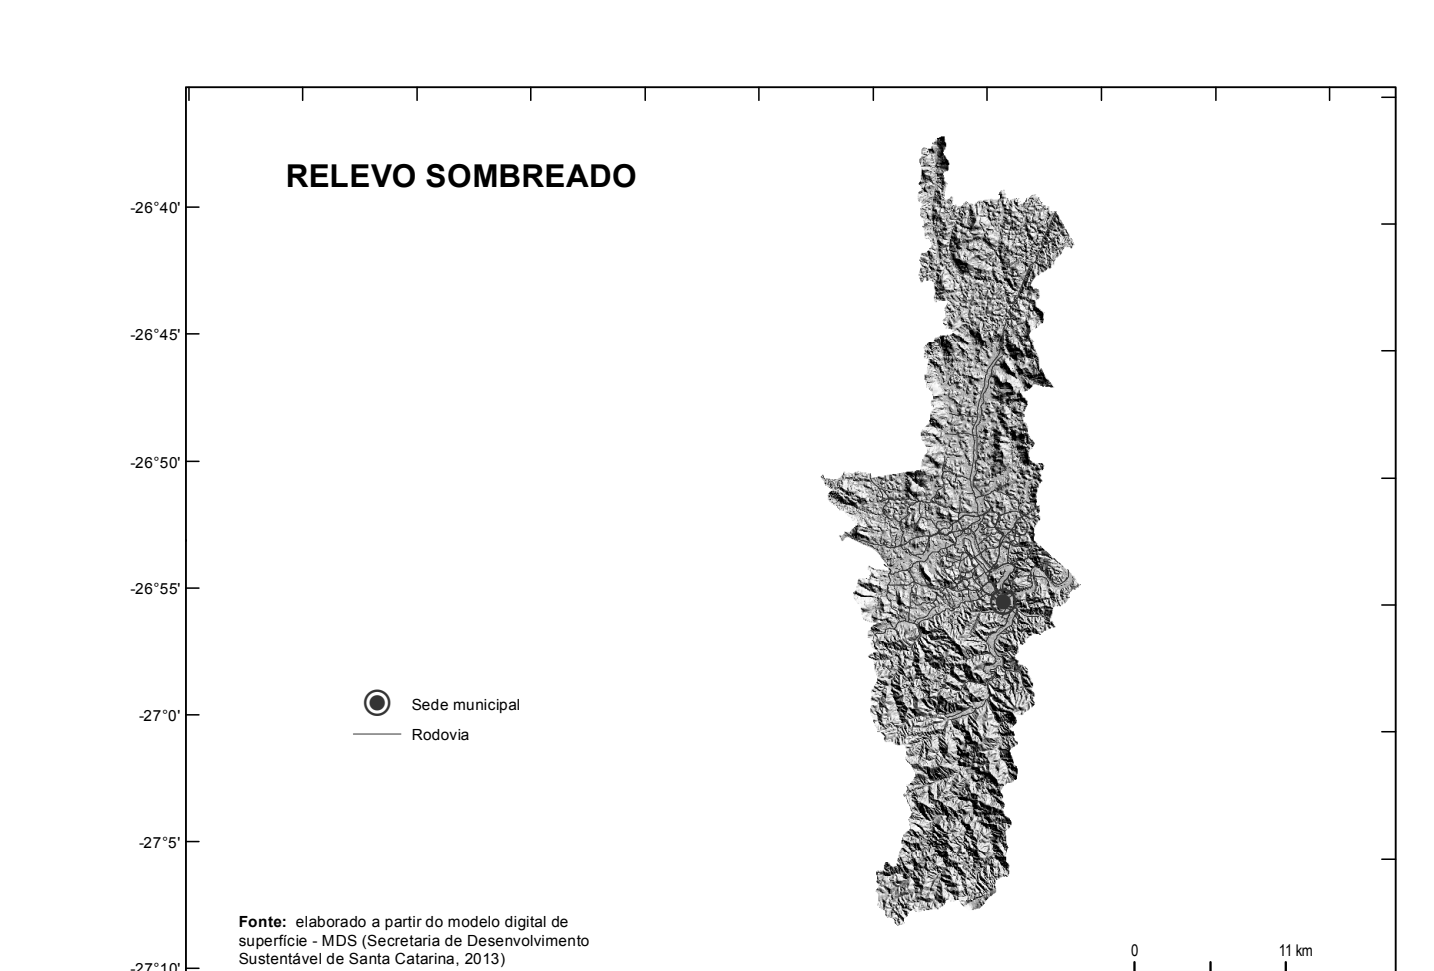 RELEVO SOMBREADO
-26°40'
-26°45'
-26°50'
-26°55'
-27°0'
-27°5'
-27°10'
Sede municipal
Rodovia
Fonte: elaborado a partir do modelo digital de
superfície - MDS (Secretaria de Desenvolvimento
Sustentável de Santa Catarina, 2013)
0 11 km